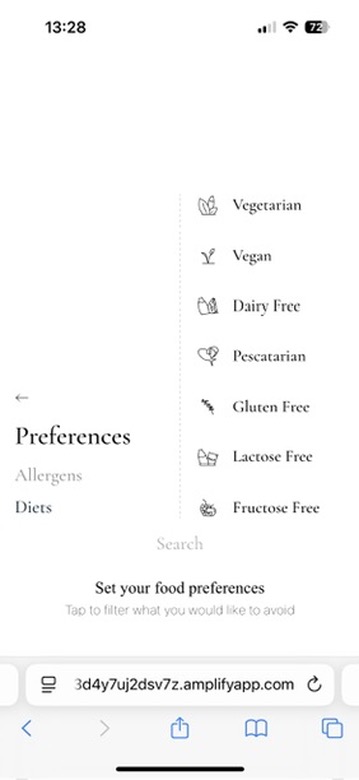 13:28
72
Vegetarian
Vegan
Dairy Free
Pescatarian
Gluten Free
Lactose Free
Fructose Free
←
Preferences
Allergens
Diets
Search
Set your food preferences
Tap to filter what you would like to avoid
3d4y7uj2dsv7z.amplifyapp.com